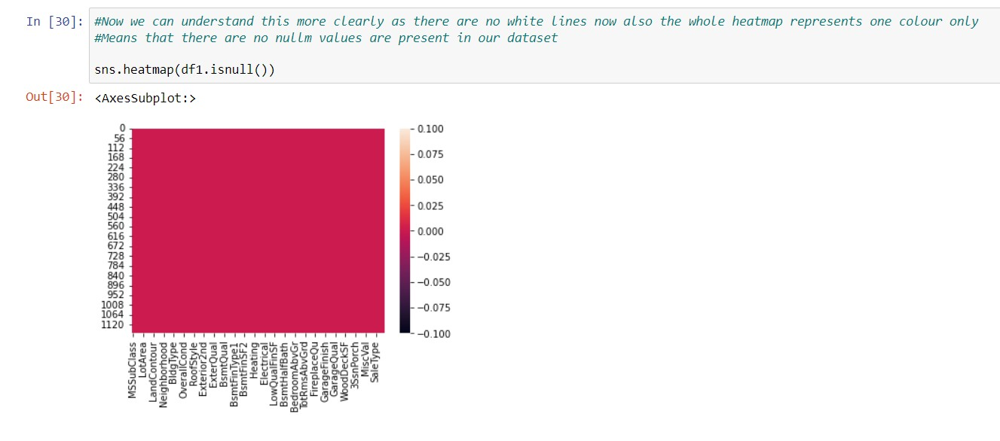 In [30]: #Now we can understand this more clearly as there are no white lines now also the whole heatmap represents one colour only
#Means that there are no nullm values are present in our dataset
sns.heatmap(df1.isnull())
Out[30]: <AxesSubplot:>
0
56
112
168
224
280
336
392
448
504
560
616
672
728
784
840
896
952
1008
1064
1120
0.100
0.075
0.050
0.025
0.000
−0.025
−0.050
−0.075
−0.100
MSSubClass
LotArea
LandContour
Neighborhood
BldgType
OverallCond
RoofStyle
Exterior2nd
ExterQual
BsmtQual
BsmtFinType1
BsmtFinSF2
Heating
Electrical
LowQualFinSF
BsmtHalfBath
BedroomAbvGr
TotRmsAbvGrd
FireplaceQu
GarageFinish
GarageQual
WoodDeckSF
3SsnPorch
MiscVal
SaleType